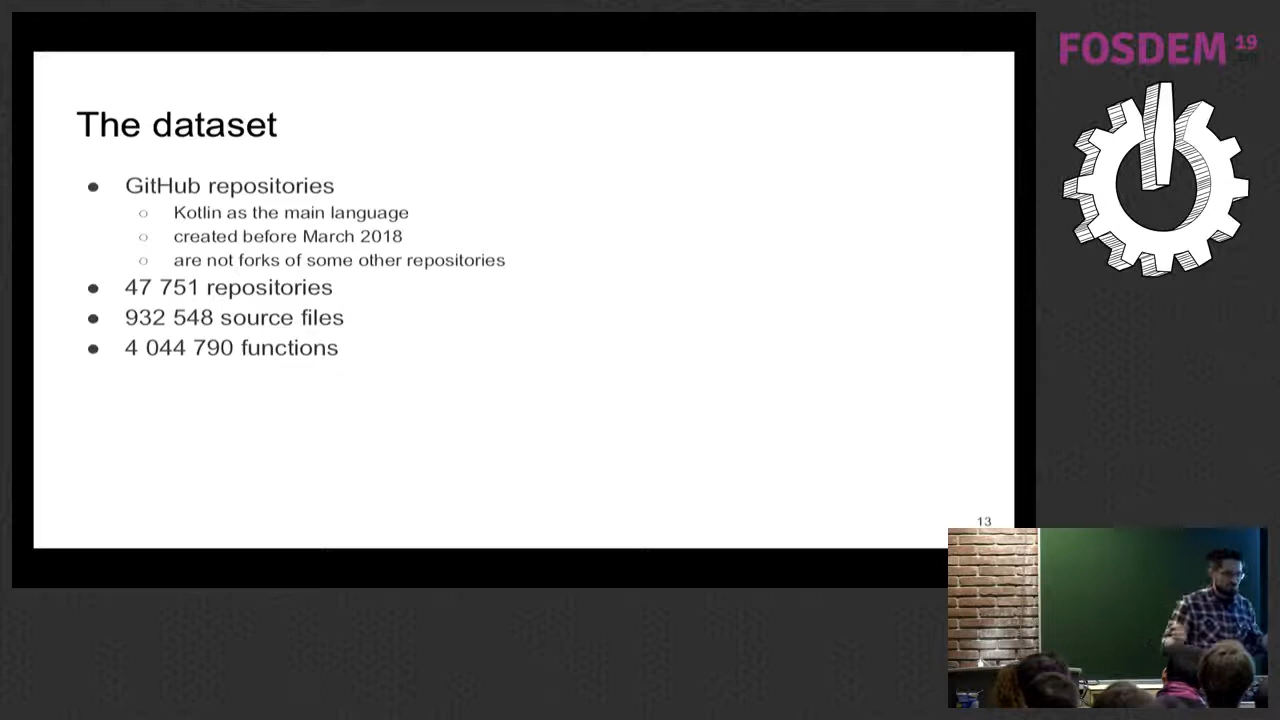 FOSDEM 19
The dataset
GitHub repositories
Kotlin as the main language
created before March 2018
are not forks of some other repositories
47 751 repositories
932 548 source files
4 044 790 functions
13